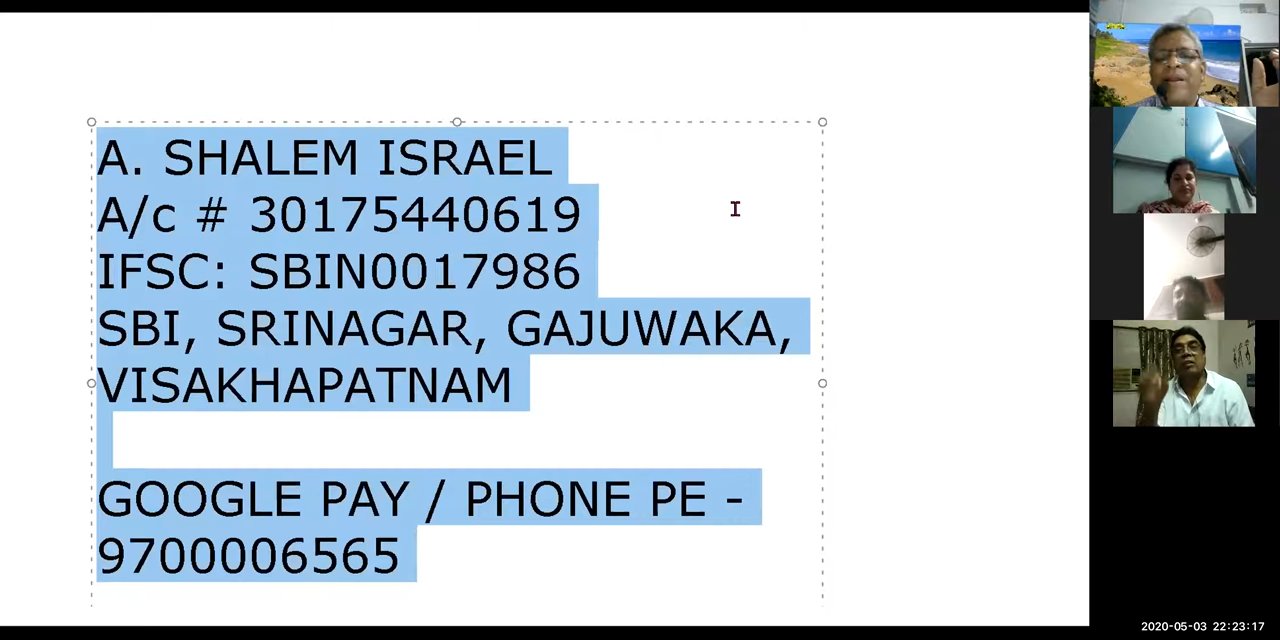 A. SHALEM ISRAEL
A/c # 30175440619
IFSC: SBIN0017986
SBI, SRINAGAR, GAJUWAKA,
VISAKHAPATNAM
GOOGLE PAY / PHONE PE -
9700006565
2020-05-03 22:23:17